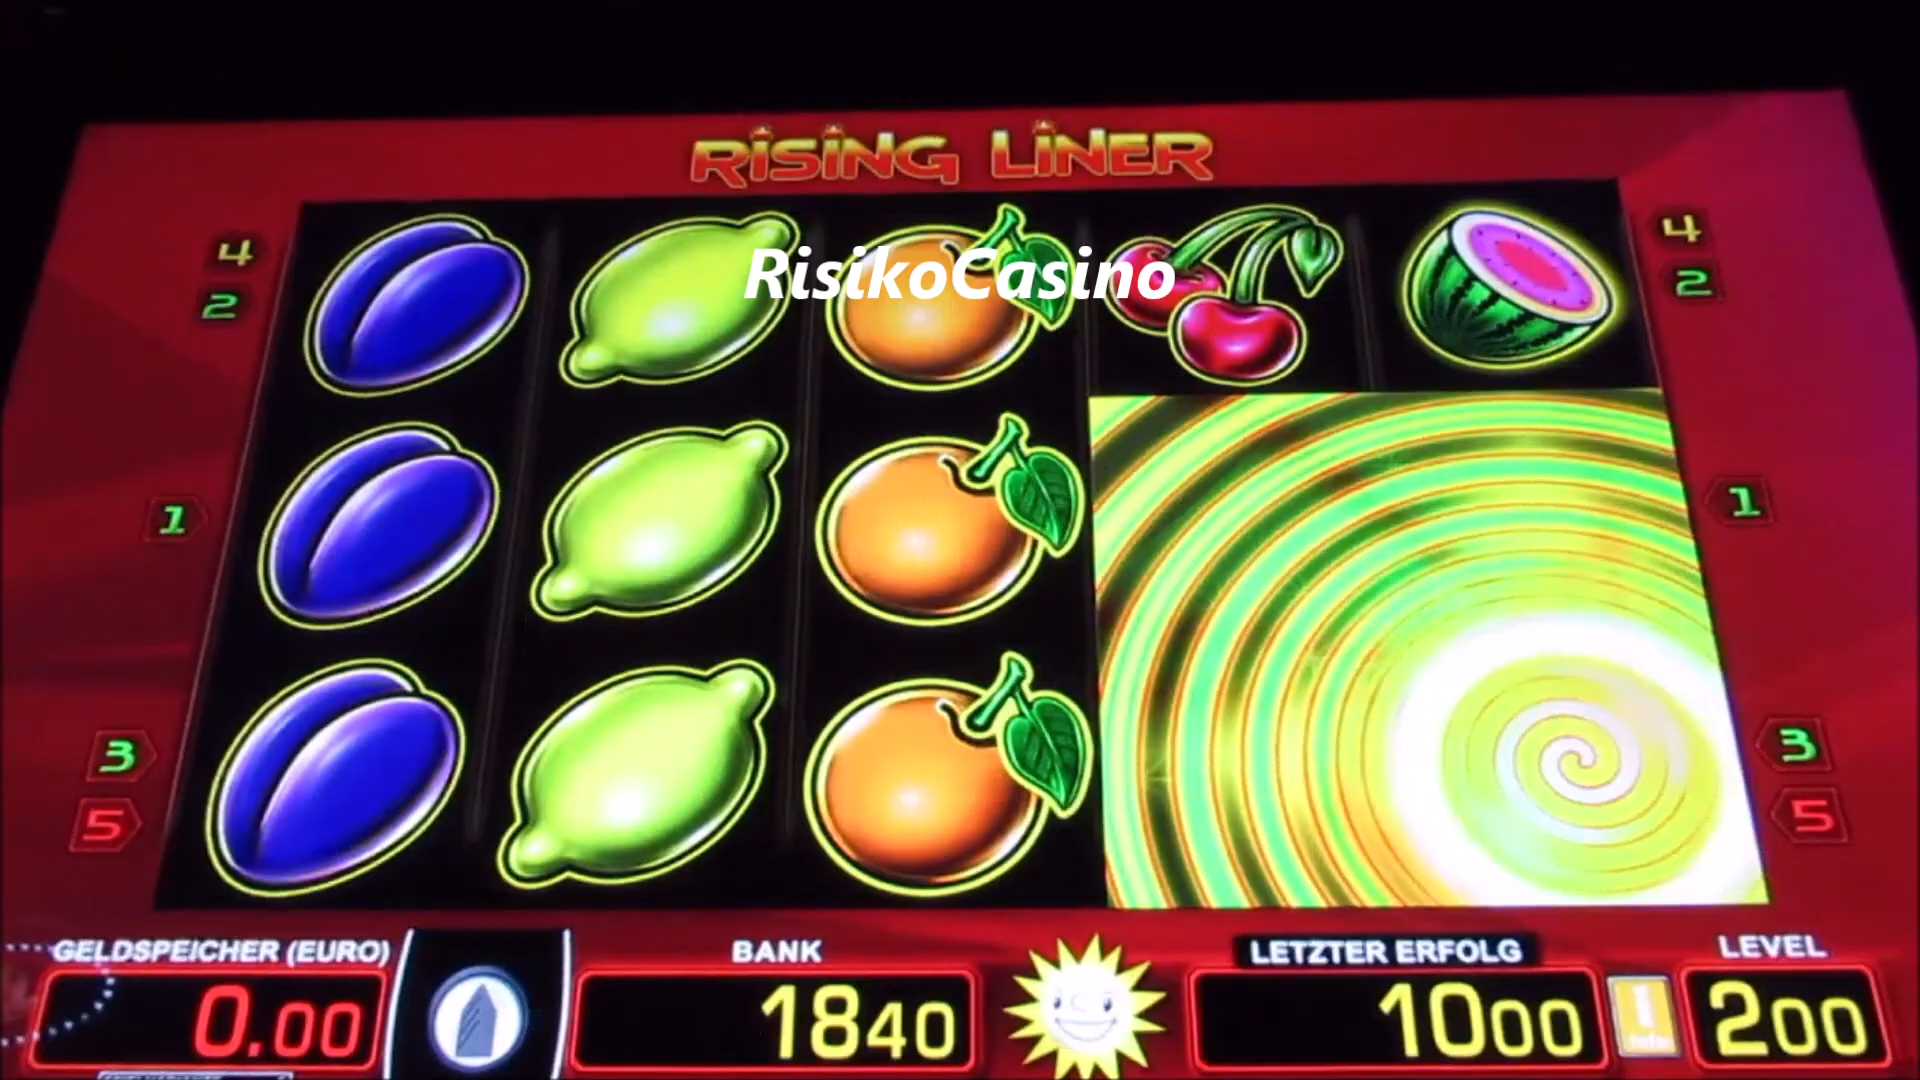 RISING LINER
RisikoCasino
4 4
2 2
1 1
3 3
5 5
GELDSPEICHER (EURO) BANK LETZTER ERFOLG LEVEL
0.00 1840 1000 200